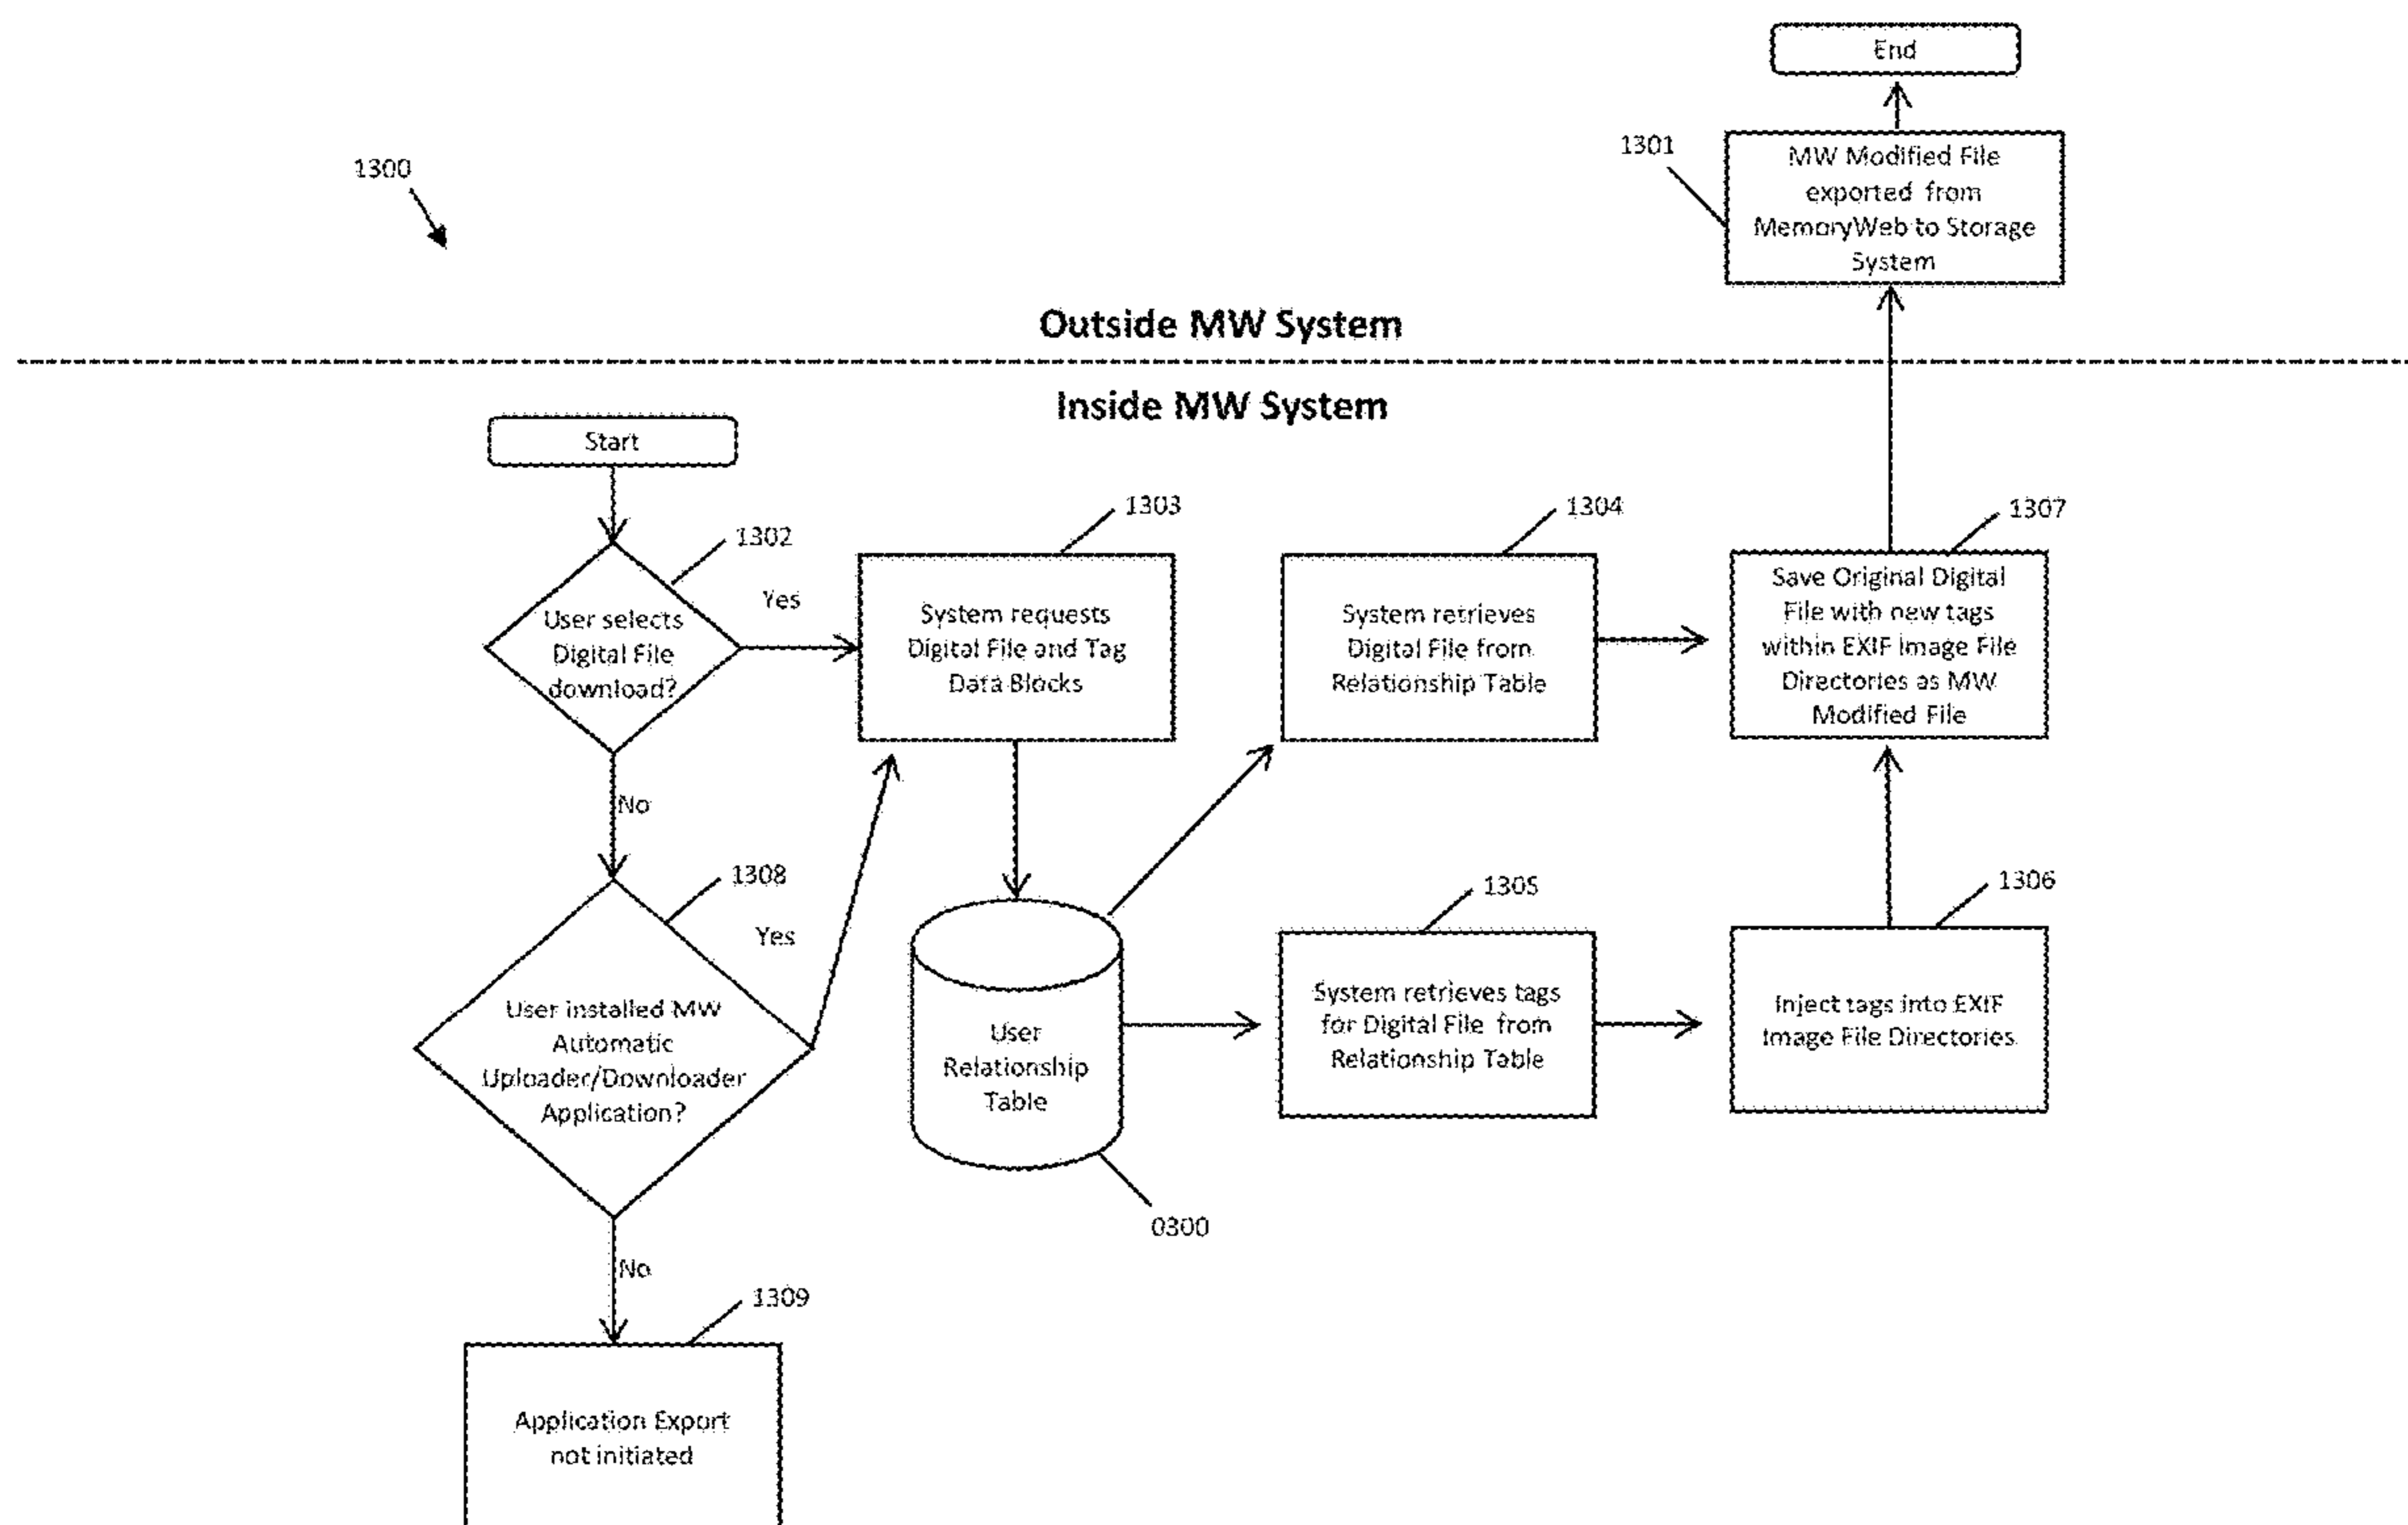 End
1301
MW Modified File
exported from
MemoryWeb to Storage
System
1300
Outside MW System
Inside MW System
Start
1302
User selects
Digital File
download?
Yes
1303
System requests
Digital File and Tag
Data Blocks
1304
System retrieves
Digital File from
Relationship Table
1307
Save Original Digital
File with new tags
within EXIF Image File
Directories as MW
Modified File
No
1308
Yes
User installed MW
Automatic
Uploader/Downloader
Application?
User
Relationship
Table
0300
1305
System retrieves tags
for Digital File from
Relationship Table
1306
Inject tags into EXIF
Image File Directories
No
1309
Application Export
not initiated